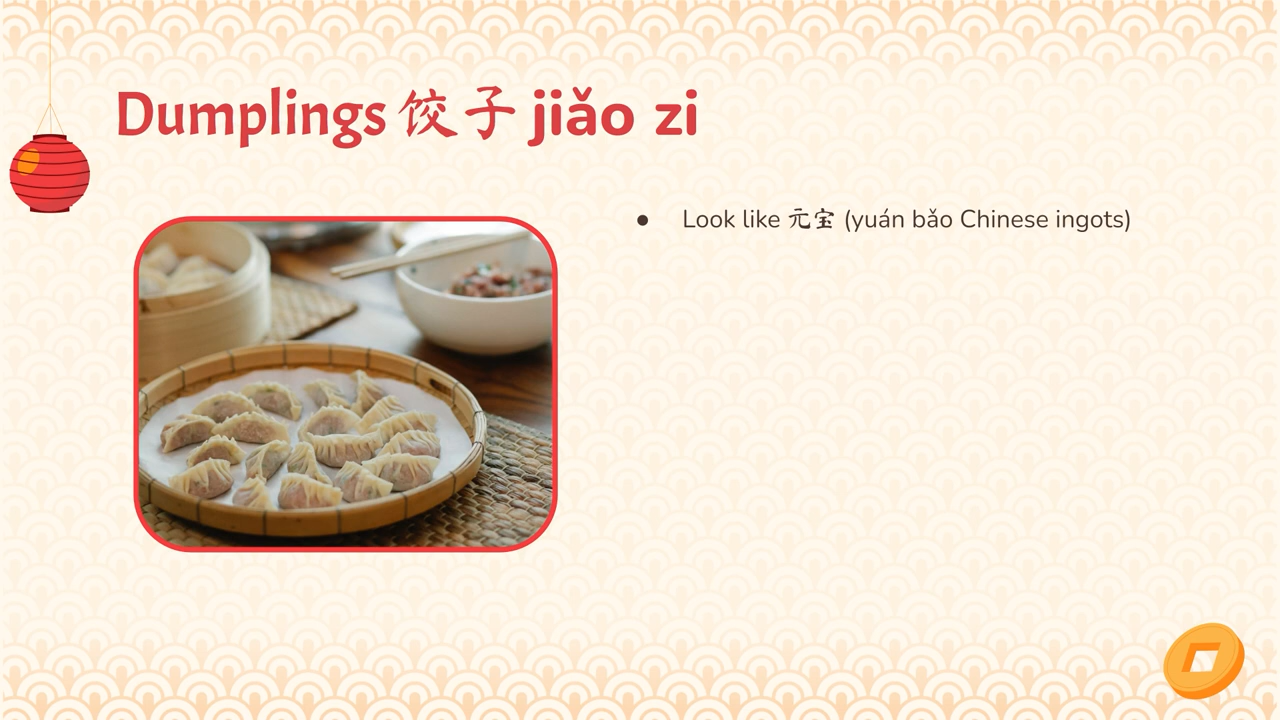 Dumplings 饺子 jiǎo zi
● Look like 元宝 (yuán bǎo Chinese ingots)